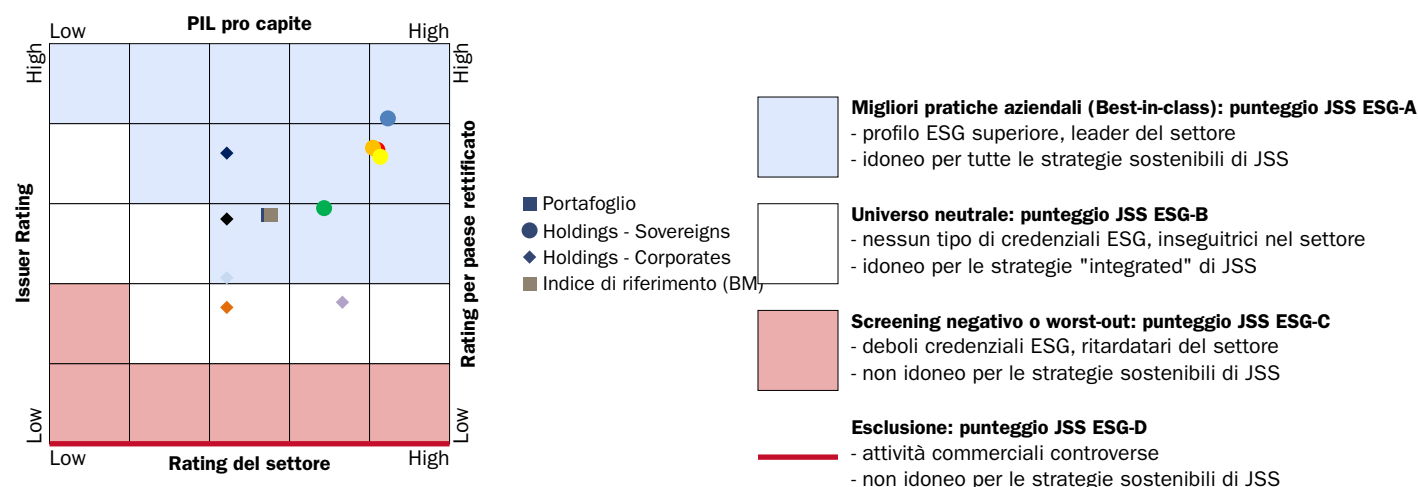 PIL pro capite
Low
High
High
High
Issuer Rating
Rating per paese rettificato
Low
Low
Low
High
Rating del settore
Portafoglio
Holdings - Sovereigns
Holdings - Corporates
Indice di riferimento (BM)
Migliori pratiche aziendali (Best-in-class): punteggio JSS ESG-A
- profilo ESG superiore, leader del settore
- idoneo per tutte le strategie sostenibili di JSS
Universo neutrale: punteggio JSS ESG-B
- nessun tipo di credenziali ESG, inseguitrici nel settore
- idoneo per le strategie "integrated" di JSS
Screening negativo o worst-out: punteggio JSS ESG-C
- deboli credenziali ESG, ritardatari del settore
- non idoneo per le strategie sostenibili di JSS
Esclusione: punteggio JSS ESG-D
- attività commerciali controverse
- non idoneo per le strategie sostenibili di JSS